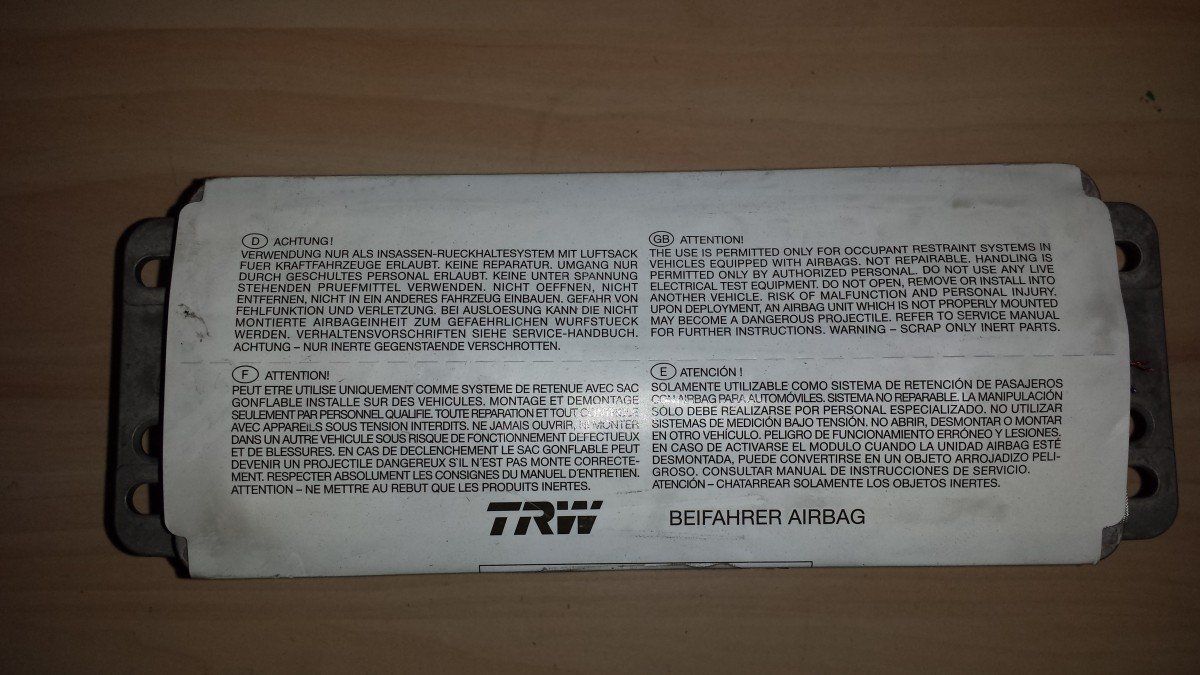 D ACHTUNG!
VERWENDUNG NUR ALS INSASSEN-RUECKHALTESYSTEM MIT LUFTSACK
FUER KRAFTFAHRZEUGE ERLAUBT. KEINE REPARATUR. UMGANG NUR
DURCH GESCHULTES PERSONAL ERLAUBT. KEINE UNTER SPANNUNG
STEHENDEN PRUEFMITTEL VERWENDEN. NICHT OEFFNEN, NICHT
ENTFERNEN, NICHT IN EIN ANDERES FAHRZEUG EINBAUEN. GEFAHR VON
FEHLFUNKTION UND VERLETZUNG. BEI AUSLOESUNG KANN DIE NICHT
MONTIERTE AIRBAGEINHEIT ZUM GEFAEHRLICHEN WURFSTUECK
WERDEN. VERHALTENSVORSCHRIFTEN SIEHE SERVICE-HANDBUCH.
ACHTUNG – NUR INERTE GEGENSTAENDE VERSCHROTTEN.
GB ATTENTION!
THE USE IS PERMITTED ONLY FOR OCCUPANT RESTRAINT SYSTEMS IN
VEHICLES EQUIPPED WITH AIRBAGS. NOT REPAIRABLE. HANDLING IS
PERMITTED ONLY BY AUTHORIZED PERSONAL. DO NOT USE ANY LIVE
ELECTRICAL TEST EQUIPMENT. DO NOT OPEN, REMOVE OR INSTALL INTO
ANOTHER VEHICLE. RISK OF MALFUNCTION AND PERSONAL INJURY.
UPON DEPLOYMENT, AN AIRBAG UNIT WHICH IS NOT PROPERLY MOUNTED
MAY BECOME A DANGEROUS PROJECTILE. REFER TO SERVICE MANUAL
FOR FURTHER INSTRUCTIONS. WARNING – SCRAP ONLY INERT PARTS.
F ATTENTION!
PEUT ETRE UTILISE UNIQUEMENT COMME SYSTEME DE RETENUE AVEC SAC
GONFLABLE INSTALLE SUR DES VEHICULES. MONTAGE ET DEMONTAGE
SEULEMENT PAR PERSONNEL QUALIFIE. TOUTE REPARATION ET TOUT CONTROLE
AVEC APPAREILS SOUS TENSION INTERDITS. NE JAMAIS OUVRIR, NI MONTER
DANS UN AUTRE VEHICULE SOUS RISQUE DE FONCTIONNEMENT DEFECTUEUX
ET DE BLESSURES. EN CAS DE DECLENCHEMENT LE SAC GONFLABLE PEUT
DEVENIR UN PROJECTILE DANGEREUX S'IL N'EST PAS MONTE CORRECTE-
MENT. RESPECTER ABSOLUMENT LES CONSIGNES DU MANUEL D'ENTRETIEN.
ATTENTION – NE METTRE AU REBUT QUE LES PRODUITS INERTES.
E ATENCIÓN!
SOLAMENTE UTILIZABLE COMO SISTEMA DE RETENCIÓN DE PASAJEROS
CON AIRBAG PARA AUTOMÓVILES. SISTEMA NO REPARABLE. LA MANIPULACIÓN
SÓLO DEBE REALIZARSE POR PERSONAL ESPECIALIZADO. NO UTILIZAR
SISTEMAS DE MEDICIÓN BAJO TENSIÓN. NO ABRIR, DESMONTAR O MONTAR
EN OTRO VEHÍCULO. PELIGRO DE FUNCIONAMIENTO ERRÓNEO Y LESIONES.
EN CASO DE ACTIVARSE EL MODULO CUANDO LA UNIDAD AIRBAG ESTÉ
DESMONTADA, PUEDE CONVERTIRSE EN UN OBJETO ARROJADIZO PELI-
GROSO. CONSULTAR MANUAL DE INSTRUCCIONES DE SERVICIO.
ATENCIÓN – CHATARREAR SOLAMENTE LOS OBJETOS INERTES.
TRW BEIFAHRER AIRBAG